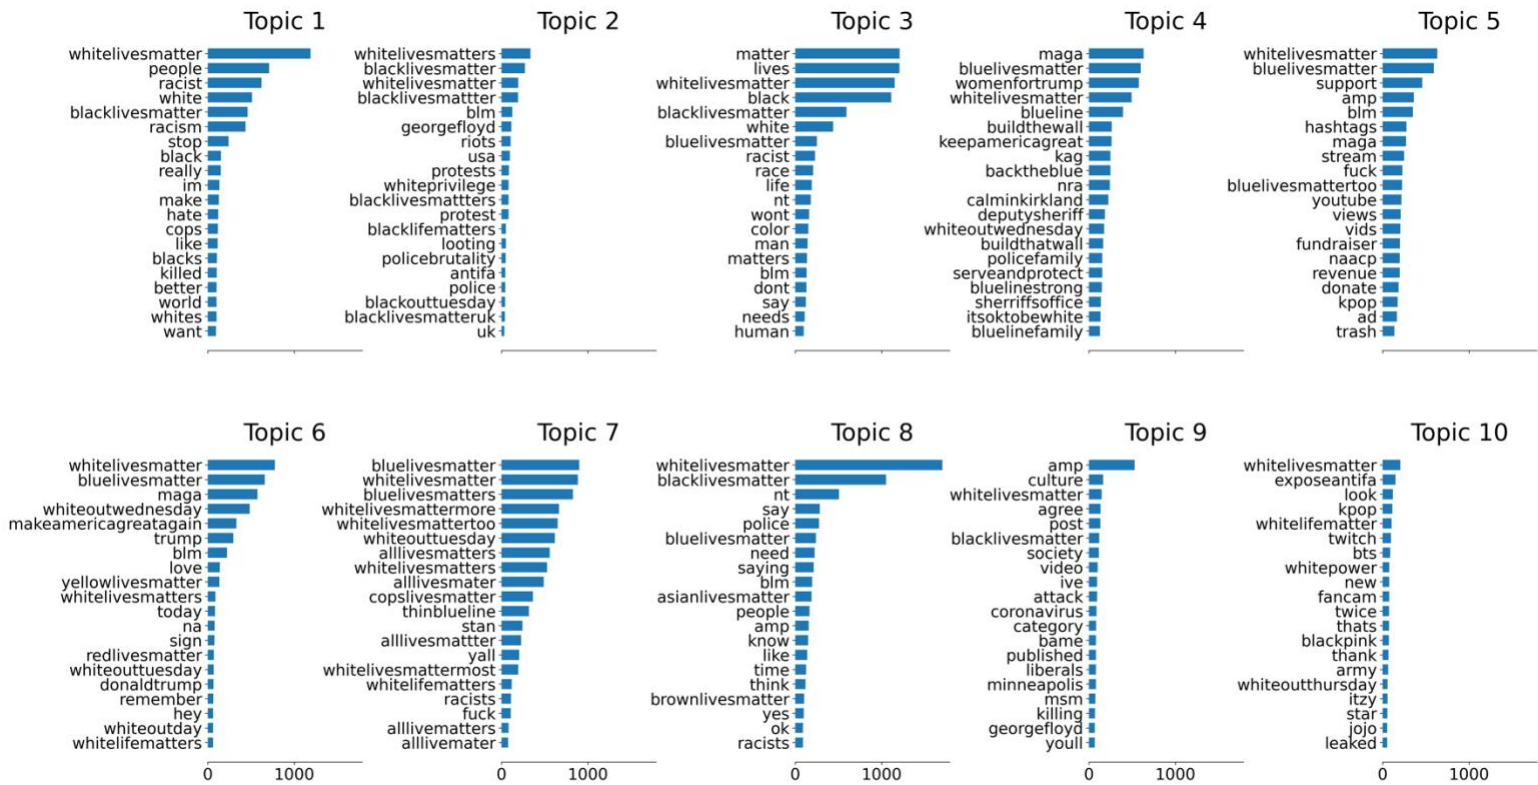 Topic 1
whitelivesmatter
people
racist
white
blacklivesmatter
racism
stop
black
really
im
make
hate
cops
like
blacks
killed
better
world
whites
want
Topic 2
whitelivesmatters
blacklivesmatter
whitelivesmatter
blacklivesmattter
blm
georgefloyd
riots
usa
protests
whiteprivilege
blacklivesmattters
protest
blacklifematters
looting
policebrutality
antifa
police
blackouttuesday
blacklivesmatteruk
uk
Topic 3
matter
lives
whitelivesmatter
black
blacklivesmatter
white
bluelivesmatter
racist
race
life
nt
wont
color
man
matters
blm
dont
say
needs
human
Topic 4
maga
bluelivesmatter
womenfortrump
whitelivesmatter
blueline
buildthewall
keepamericagreat
kag
backtheblue
nra
calminkirkland
deputysheriff
whiteoutwednesday
buildthatwall
policefamily
serveandprotect
bluelinestrong
sherriffsoffice
itsoktobewhite
bluelinefamily
Topic 5
whitelivesmatter
bluelivesmatter
support
amp
blm
hashtags
maga
stream
fuck
bluelivesmattertoo
youtube
views
vids
fundraiser
naacp
revenue
donate
kpop
ad
trash
Topic 6
whitelivesmatter
bluelivesmatter
maga
whiteoutwednesday
makeamericagreatagain
trump
blm
love
yellowlivesmatter
whitelivesmatters
today
na
sign
redlivesmatter
whiteouttuesday
donaldtrump
remember
hey
whiteoutday
whitelifematters
0 1000
Topic 7
bluelivesmatter
whitelivesmatter
bluelivesmatters
whitelivesmattermore
whitelivesmattertoo
whiteouttuesday
alllivesmatters
whitelivesmatters
alllivesmater
copslivesmatter
thinblueline
stan
alllivesmattter
yall
whitelivesmattermost
whitelifematters
racists
fuck
alllivematters
alllivemater
0 1000
Topic 8
whitelivesmatter
blacklivesmatter
nt
say
police
bluelivesmatter
need
saying
blm
asianlivesmatter
people
amp
know
like
time
think
brownlivesmatter
yes
ok
racists
0 1000
Topic 9
amp
culture
whitelivesmatter
agree
post
blacklivesmatter
society
video
ive
attack
coronavirus
category
bame
published
liberals
minneapolis
msm
killing
georgefloyd
youll
0 1000
Topic 10
whitelivesmatter
exposeantifa
look
kpop
whitelifematter
twitch
bts
whitepower
new
fancam
twice
thats
blackpink
thank
army
whiteoutthursday
itzy
star
jojo
leaked
0 1000